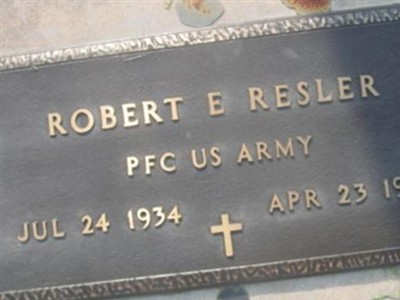 ROBERT E RESLER
PFC US ARMY
JUL 24 1934 APR 23